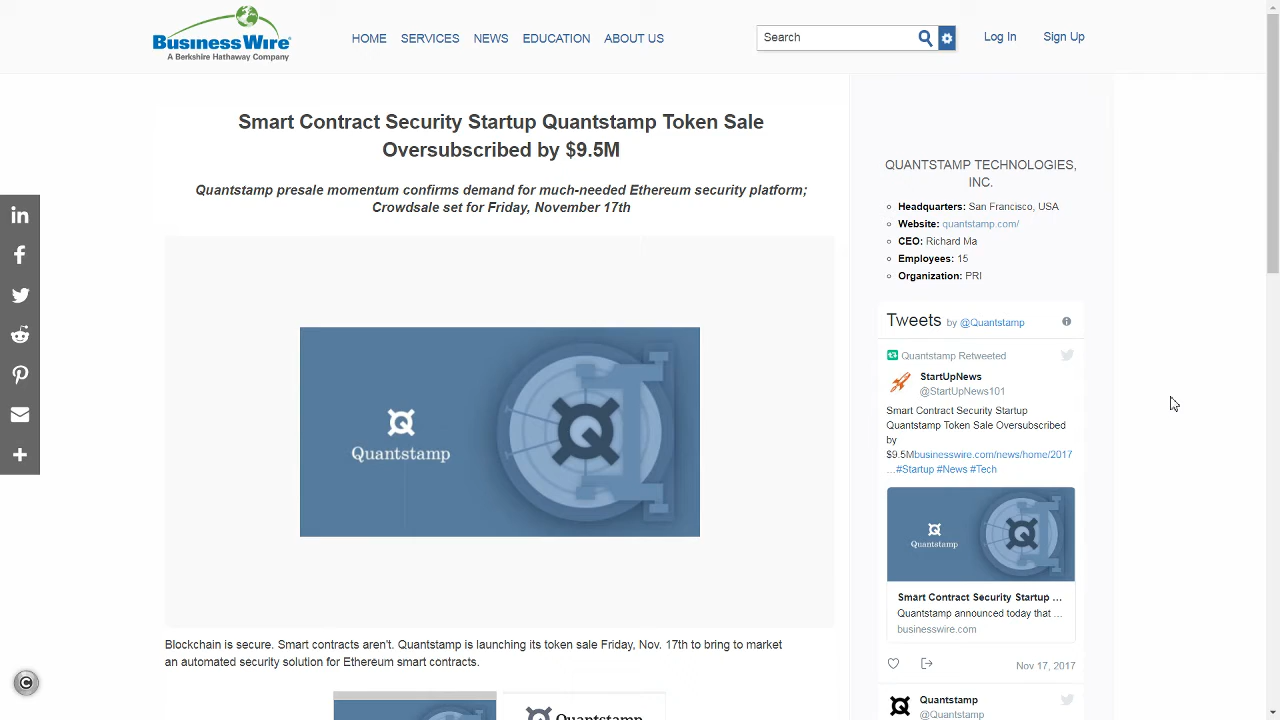 Business Wire
A Berkshire Hathaway Company
HOME SERVICES NEWS EDUCATION ABOUT US
Search
Log In Sign Up
Smart Contract Security Startup Quantstamp Token Sale
Oversubscribed by $9.5M
Quantstamp presale momentum confirms demand for much-needed Ethereum security platform;
Crowdsale set for Friday, November 17th
Quantstamp
Blockchain is secure. Smart contracts aren't. Quantstamp is launching its token sale Friday, Nov. 17th to bring to market
an automated security solution for Ethereum smart contracts.
Quantstamp
QUANTSTAMP TECHNOLOGIES,
INC.
Headquarters: San Francisco, USA
Website: quantstamp.com/
CEO: Richard Ma
Employees: 15
Organization: PRI
Tweets by @Quantstamp
Quantstamp Retweeted
StartUpNews
@StartUpNews101
Smart Contract Security Startup
Quantstamp Token Sale Oversubscribed
by
$9.5Mbusinesswire.com/news/home/2017
…#Startup #News #Tech
Quantstamp
Smart Contract Security Startup ...
Quantstamp announced today that ...
businesswire.com
Nov 17, 2017
Quantstamp
@Quantstamp